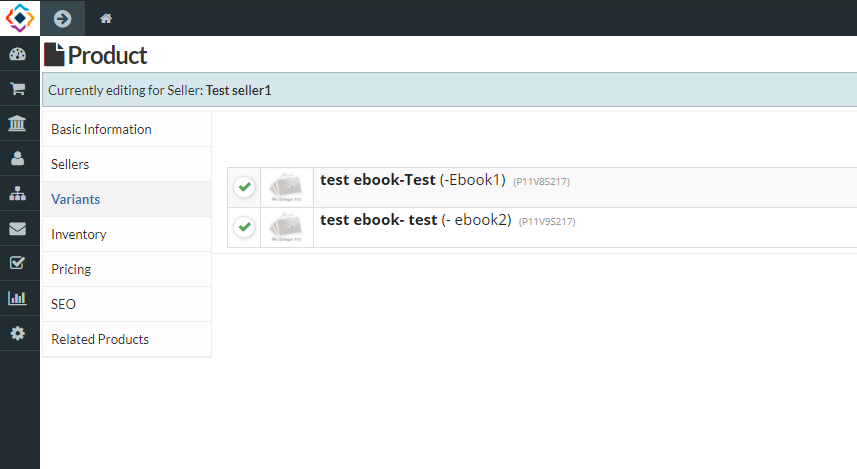 Product
Currently editing for Seller: Test seller1
Basic Information
Sellers
Variants
Inventory
Pricing
SEO
Related Products
test ebook-Test (-Ebook1) (P11V8S217)
No Image Yet
test ebook- test (- ebook2) (P11V9S217)
No Image Yet